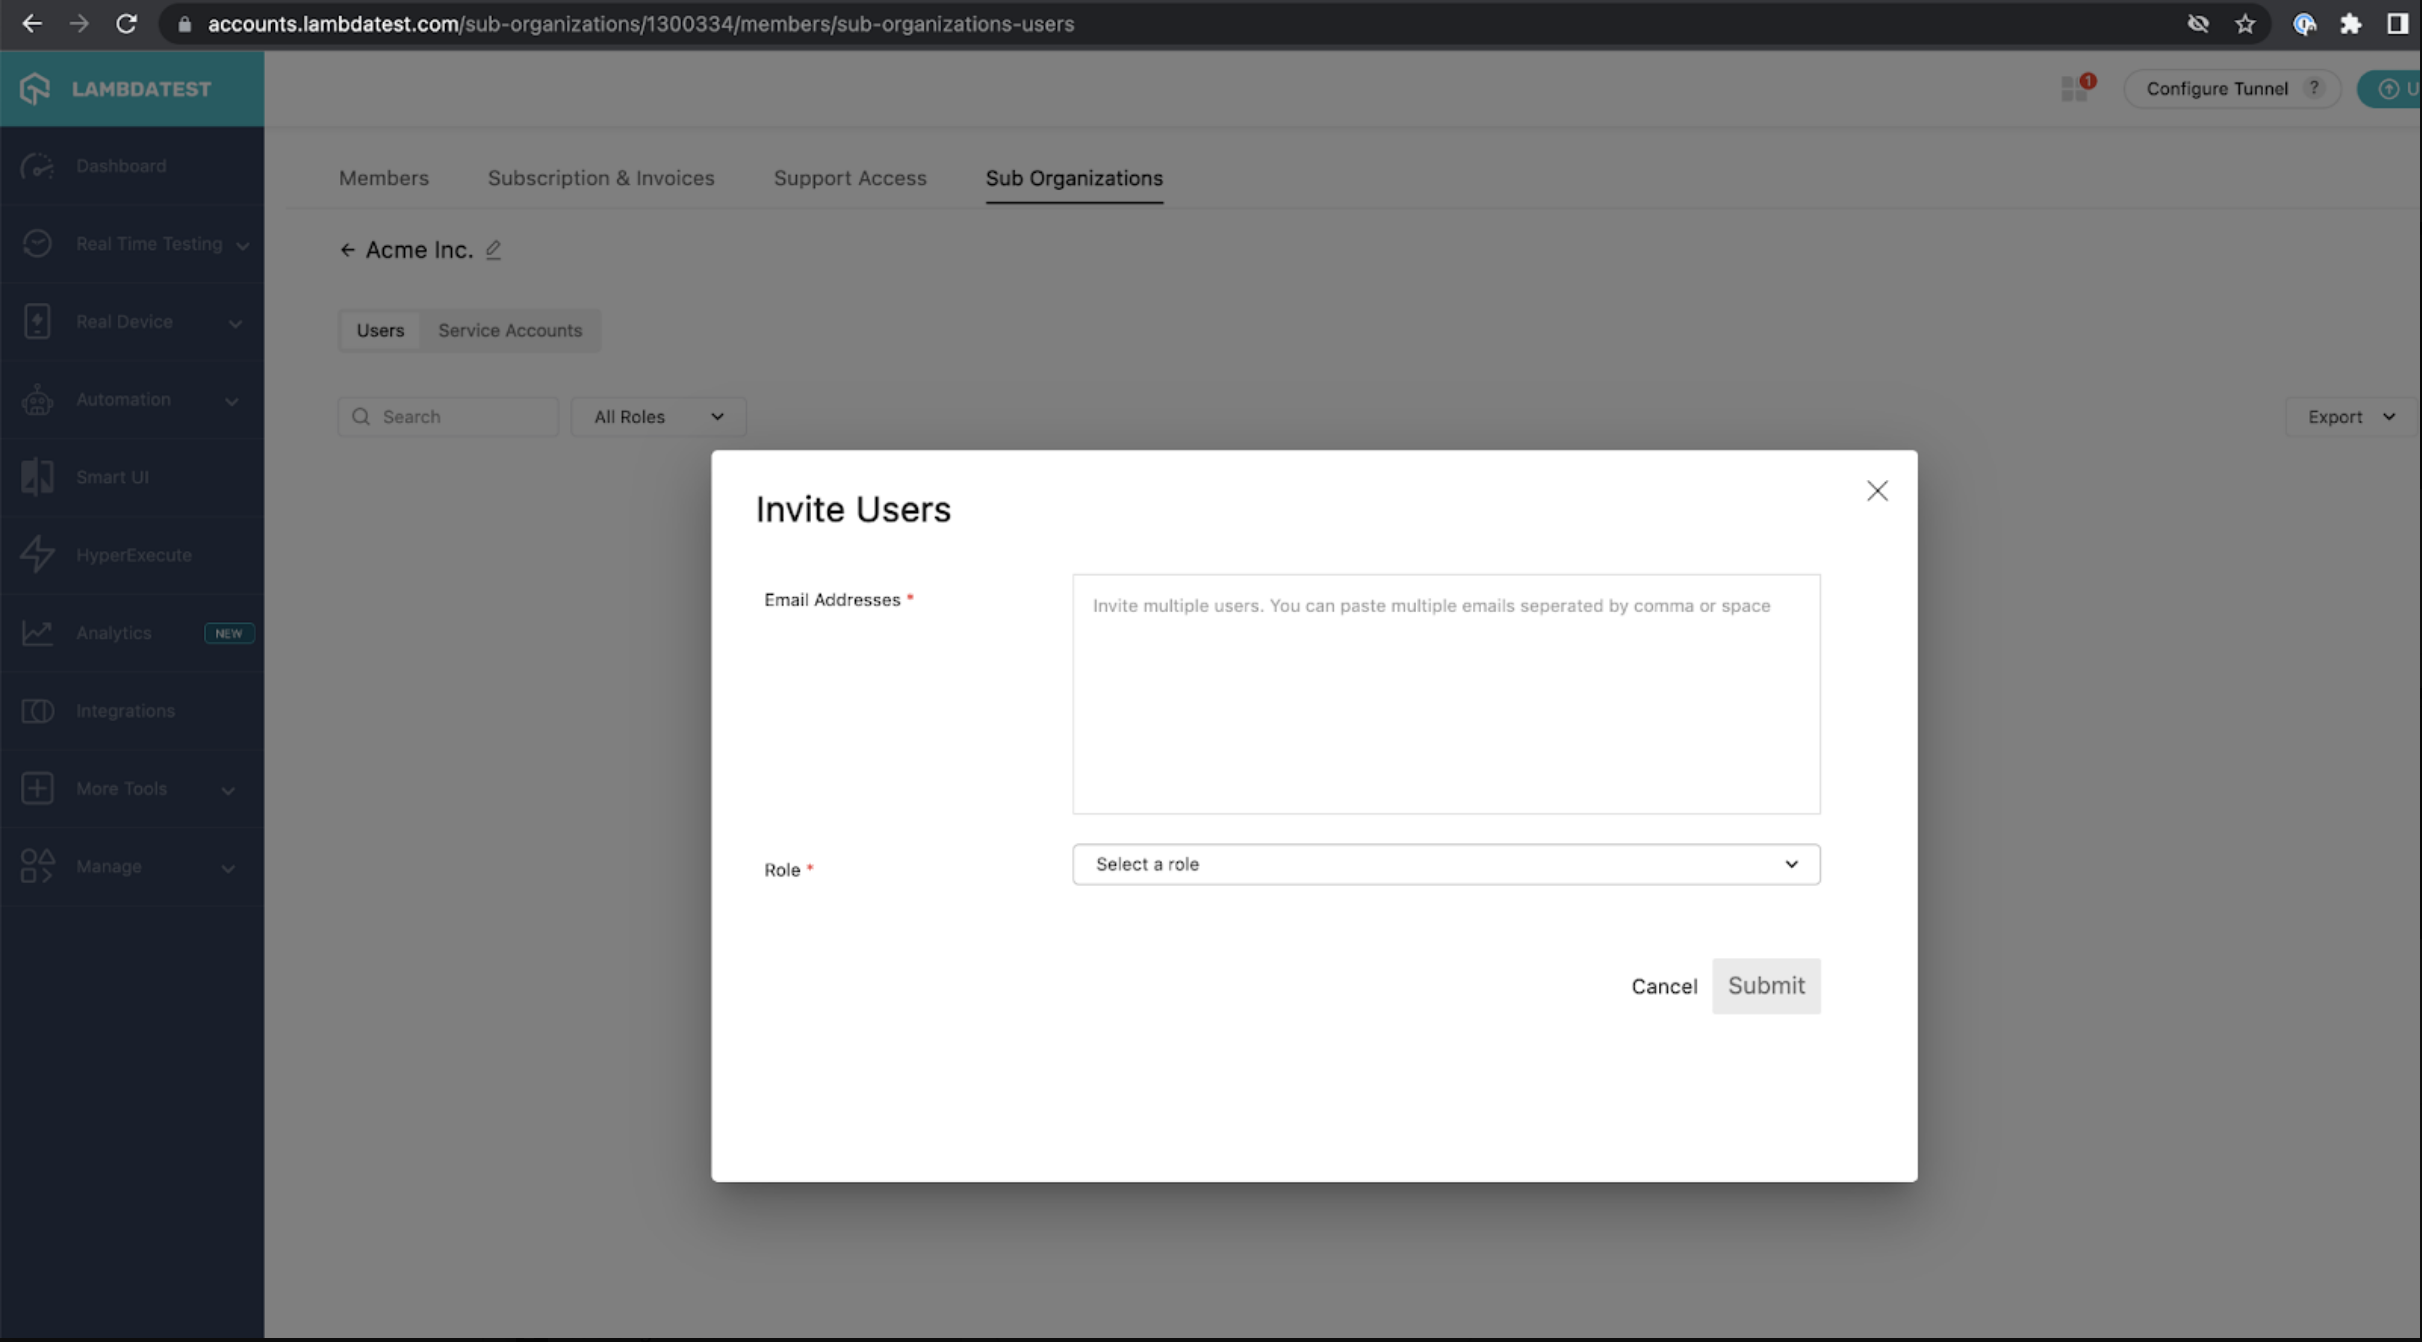 accounts.lambdatest.com/sub-organizations/1300334/members/sub-organizations-users
LAMBDATEST
1
Configure Tunnel ?
U
Dashboard
Real Time Testing
Real Device
Automation
Smart UI
HyperExecute
Analytics NEW
Integrations
More Tools
Manage
Members Subscription & Invoices Support Access Sub Organizations
Acme Inc.
Users Service Accounts
Search All Roles Export
Invite Users
Email Addresses *
Invite multiple users. You can paste multiple emails seperated by comma or space
Role *
Select a role
Cancel Submit